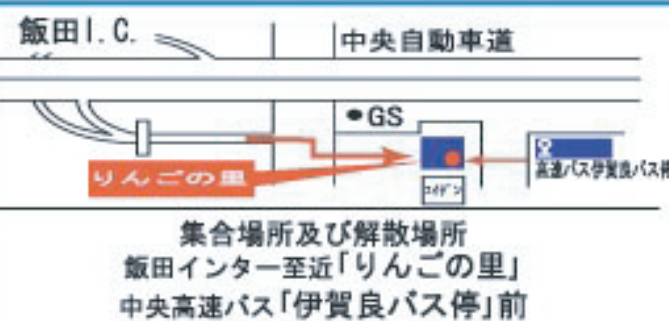 飯田I.C.
中央自動車道
●GS
りんごの里
コイデン
高速バス伊賀良バス停
集合場所及び解散場所
飯田インター至近「りんごの里」
中央高速バス「伊賀良バス停」前